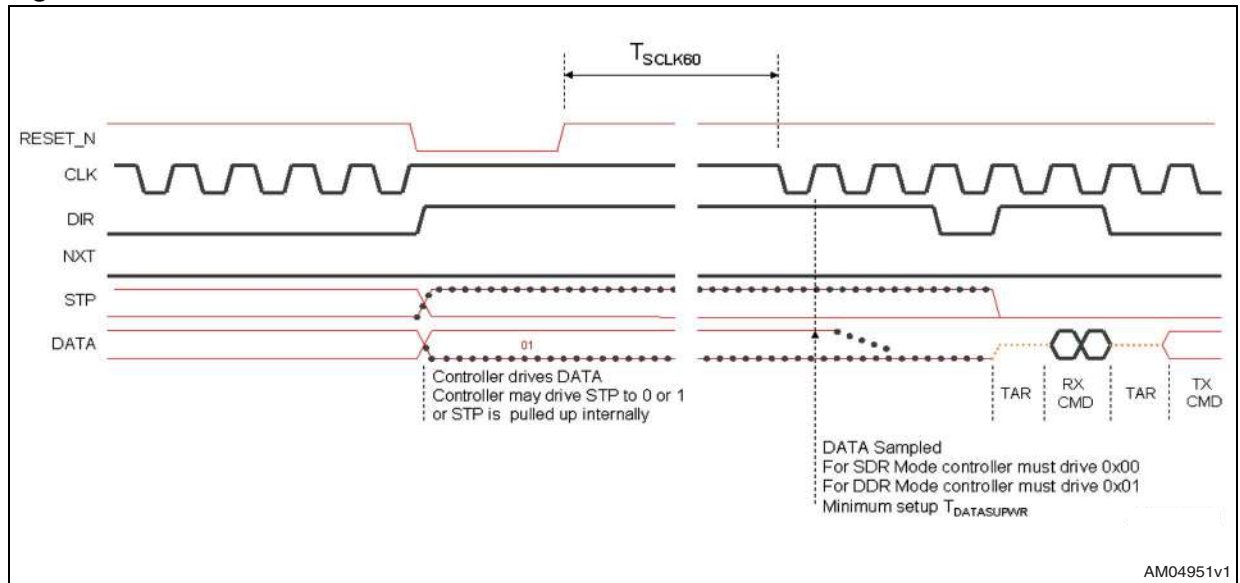 TSCLK60
RESET_N
CLK
DIR
NXT
STP
DATA
01
Controller drives DATA
Controller may drive STP to 0 or 1
or STP is pulled up internally
TAR
RX
CMD
TAR
TX
CMD
DATA Sampled
For SDR Mode controller must drive 0x00
For DDR Mode controller must drive 0x01
Minimum setup TDATASUPWR
AM04951v1